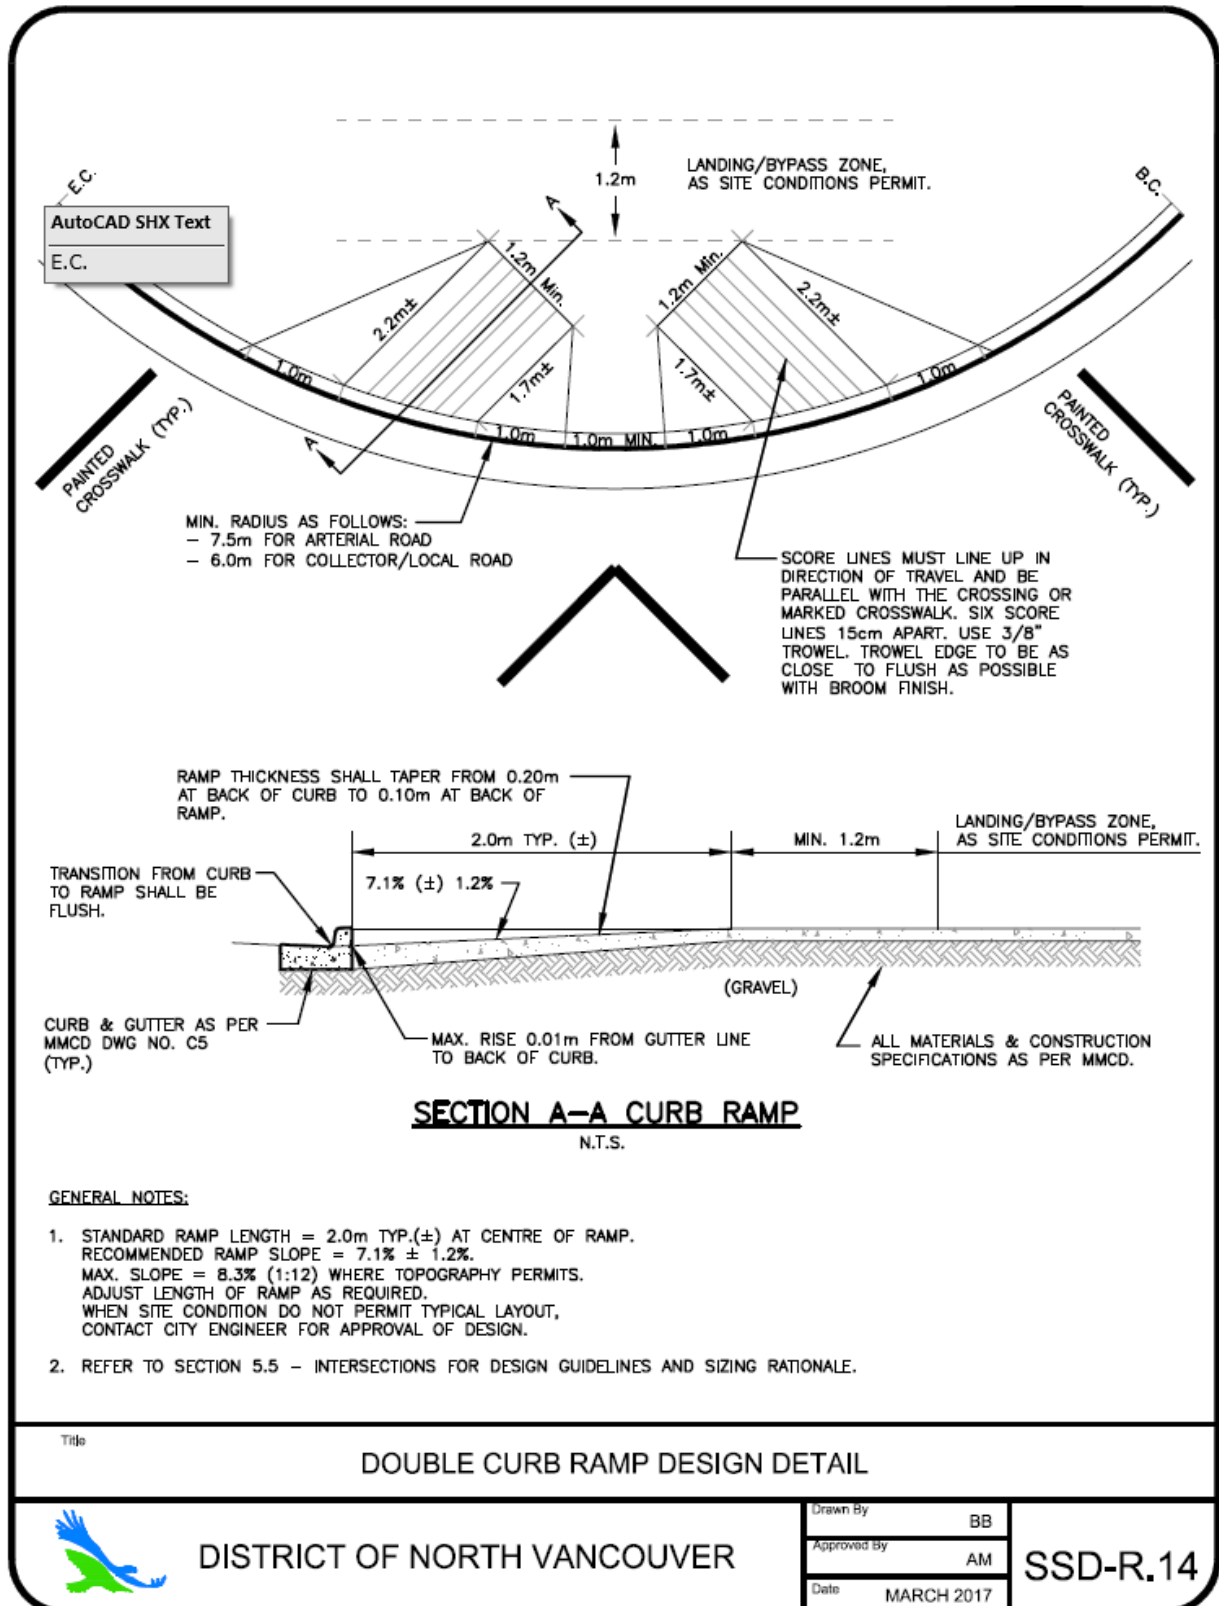 1.2m
LANDING/BYPASS ZONE,
AS SITE CONDITIONS PERMIT.
E.C.
B.C.
AutoCAD SHX Text
E.C.
A
1.2m Min.
1.2m Min.
2.2m±
2.2m±
1.7m±
1.7m±
1.0m
1.0m
1.0m
1.0m MIN.
1.0m
A
PAINTED
CROSSWALK (TYP.)
PAINTED
CROSSWALK (TYP.)
MIN. RADIUS AS FOLLOWS:
- 7.5m FOR ARTERIAL ROAD
- 6.0m FOR COLLECTOR/LOCAL ROAD
SCORE LINES MUST LINE UP IN
DIRECTION OF TRAVEL AND BE
PARALLEL WITH THE CROSSING OR
MARKED CROSSWALK. SIX SCORE
LINES 15cm APART. USE 3/8"
TROWEL. TROWEL EDGE TO BE AS
CLOSE TO FLUSH AS POSSIBLE
WITH BROOM FINISH.
RAMP THICKNESS SHALL TAPER FROM 0.20m
AT BACK OF CURB TO 0.10m AT BACK OF
RAMP.
2.0m TYP. (±)
MIN. 1.2m
LANDING/BYPASS ZONE,
AS SITE CONDITIONS PERMIT.
TRANSITION FROM CURB
TO RAMP SHALL BE
FLUSH.
7.1% (±) 1.2%
(GRAVEL)
CURB & GUTTER AS PER
MMCD DWG NO. C5
(TYP.)
MAX. RISE 0.01m FROM GUTTER LINE
TO BACK OF CURB.
ALL MATERIALS & CONSTRUCTION
SPECIFICATIONS AS PER MMCD.
SECTION A-A CURB RAMP
N.T.S.
GENERAL NOTES:
1. STANDARD RAMP LENGTH = 2.0m TYP.(±) AT CENTRE OF RAMP.
RECOMMENDED RAMP SLOPE = 7.1% ± 1.2%.
MAX. SLOPE = 8.3% (1:12) WHERE TOPOGRAPHY PERMITS.
ADJUST LENGTH OF RAMP AS REQUIRED.
WHEN SITE CONDITION DO NOT PERMIT TYPICAL LAYOUT,
CONTACT CITY ENGINEER FOR APPROVAL OF DESIGN.
2. REFER TO SECTION 5.5 - INTERSECTIONS FOR DESIGN GUIDELINES AND SIZING RATIONALE.
Title
DOUBLE CURB RAMP DESIGN DETAIL
DISTRICT OF NORTH VANCOUVER
Drawn By
BB
Approved By
AM
Date
MARCH 2017
SSD-R.14